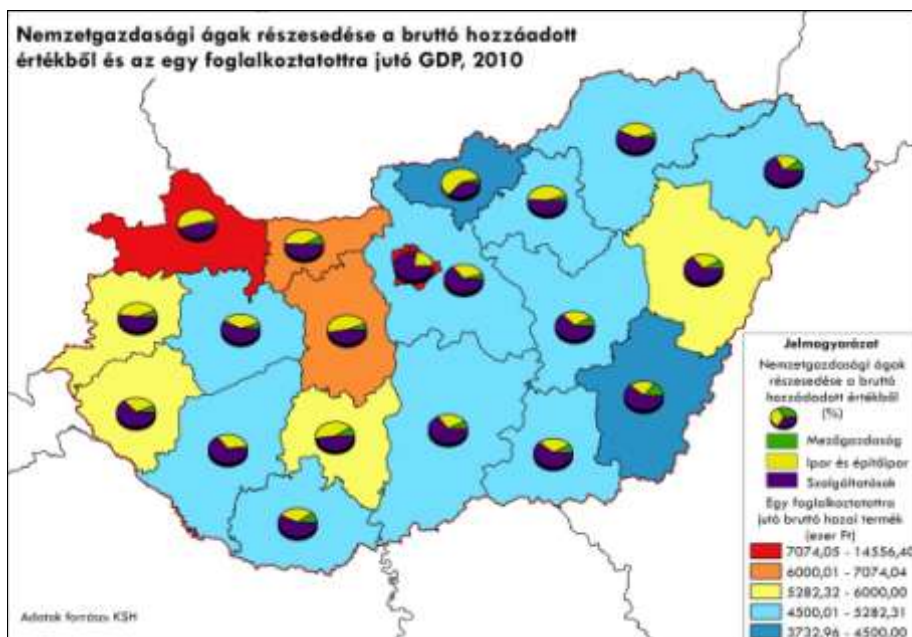 Nemzetgazdasági ágak részesedése a bruttó hozzáadott
értékből és az egy foglalkoztatottra jutó GDP, 2010
Jelmagyarázat
Nemzetgazdasági ágak
részesedése a bruttó
hozzáadott értékből
(%)
Mezőgazdaság
Ipar és építőipar
Szolgáltatások
Egy foglalkoztatottra
jutó bruttó hazai termék
(ezer Ft)
7074,05 - 14556,40
6000,01 - 7074,04
5282,32 - 6000,00
4500,01 - 5282,31
3732,96 - 4500,00
Adatok forrása: KSH